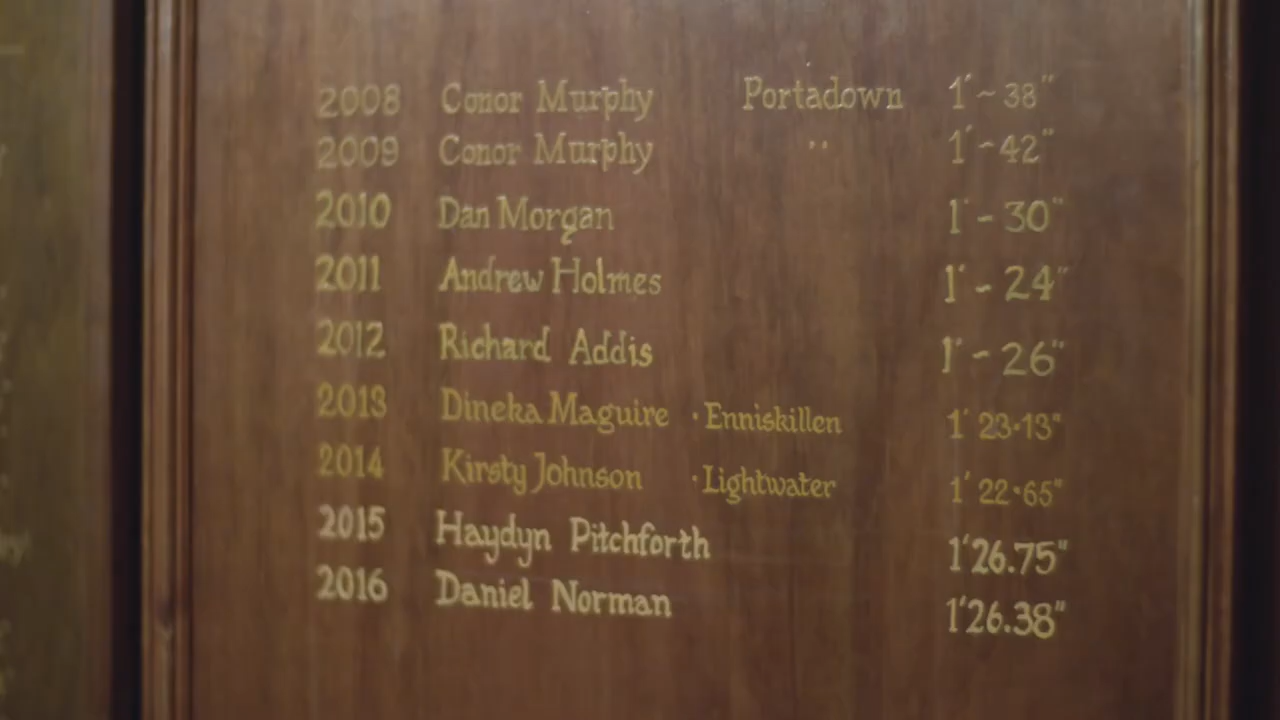 2008 Conor Murphy Portadown 1'~38"
2009 Conor Murphy " 1'~42"
2010 Dan Morgan 1'-30"
2011 Andrew Holmes 1'-24"
2012 Richard Addis 1'-26"
2013 Dineka Maguire · Enniskillen 1' 23·13"
2014 Kirsty Johnson · Lightwater 1' 22·65"
2015 Haydyn Pitchforth 1'26.75"
2016 Daniel Norman 1'26.38"